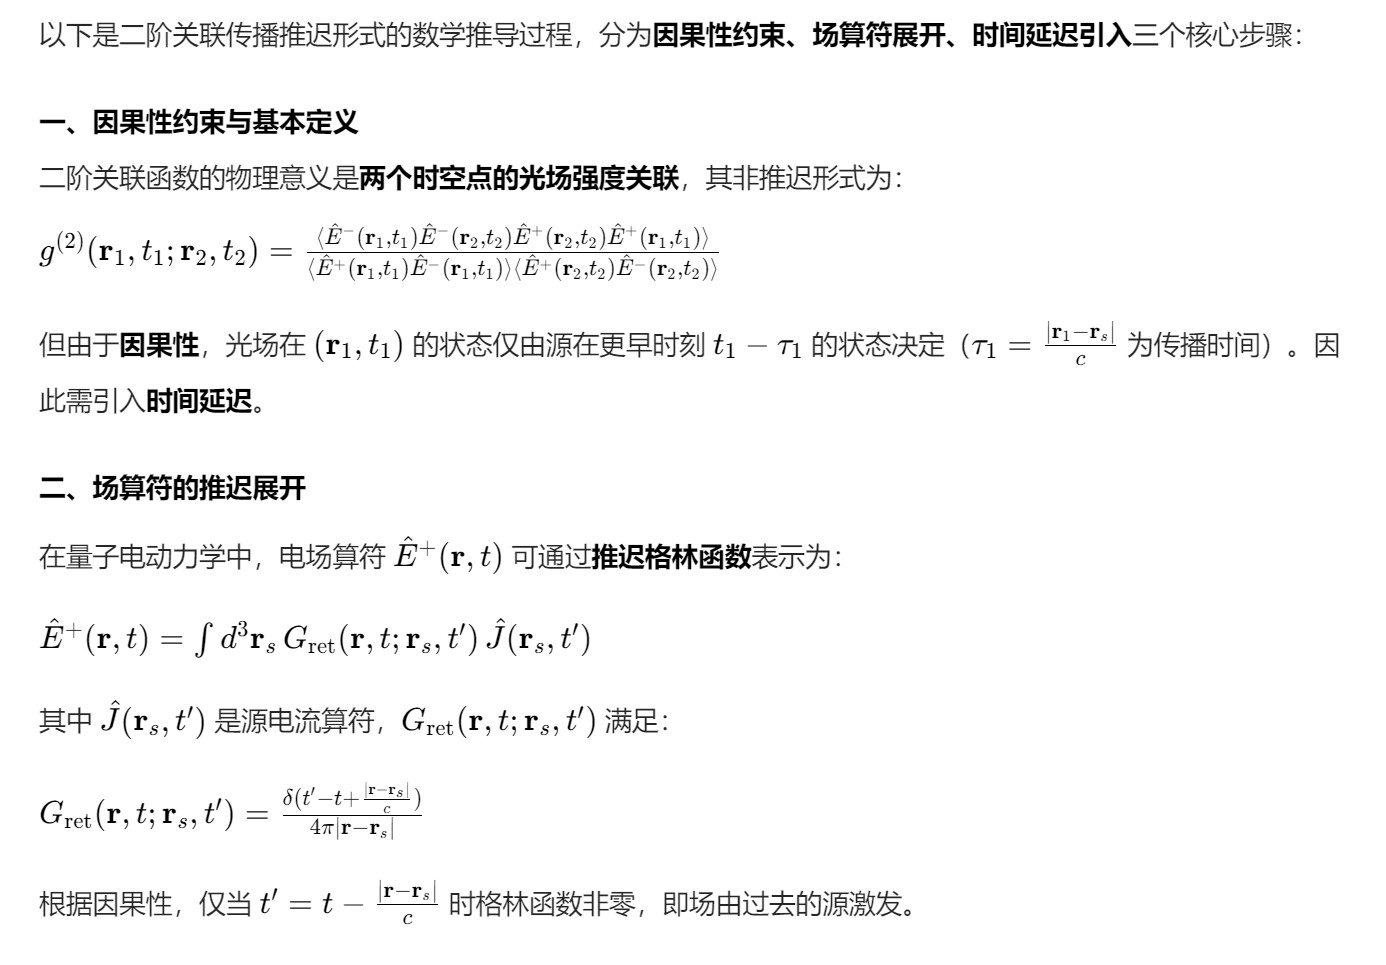 以下是二阶关联传播推迟形式的数学推导过程，分为因果性约束、场算符展开、时间延迟引入三个核心步骤：
一、因果性约束与基本定义
二阶关联函数的物理意义是两个时空点的光场强度关联，其非推迟形式为：
$g^{(2)}(\mathbf{r}_1,t_1;\mathbf{r}_2,t_2)=\frac{\langle\hat{E}^-(\mathbf{r}_1,t_1)\hat{E}^-(\mathbf{r}_2,t_2)\hat{E}^+(\mathbf{r}_2,t_2)\hat{E}^+(\mathbf{r}_1,t_1)\rangle}{\langle\hat{E}^+(\mathbf{r}_1,t_1)\hat{E}^-(\mathbf{r}_1,t_1)\rangle\langle\hat{E}^+(\mathbf{r}_2,t_2)\hat{E}^-(\mathbf{r}_2,t_2)\rangle}$
但由于因果性，光场在 $(\mathbf{r}_1,t_1)$ 的状态仅由源在更早时刻 $t_1-\tau_1$ 的状态决定（$\tau_1=\frac{|\mathbf{r}_1-\mathbf{r}_s|}{c}$ 为传播时间）。因
此需引入时间延迟。
二、场算符的推迟展开
在量子电动力学中，电场算符 $\hat{E}^+(\mathbf{r},t)$ 可通过推迟格林函数表示为：
$\hat{E}^+(\mathbf{r},t)=\int d^3\mathbf{r}_s\,G_{\text{ret}}(\mathbf{r},t;\mathbf{r}_s,t')\,\hat{J}(\mathbf{r}_s,t')$
其中 $\hat{J}(\mathbf{r}_s,t')$ 是源电流算符，$G_{\text{ret}}(\mathbf{r},t;\mathbf{r}_s,t')$ 满足：
$G_{\text{ret}}(\mathbf{r},t;\mathbf{r}_s,t')=\frac{\delta(t'-t+\frac{|\mathbf{r}-\mathbf{r}_s|}{c})}{4\pi|\mathbf{r}-\mathbf{r}_s|}$
根据因果性，仅当 $t'=t-\frac{|\mathbf{r}-\mathbf{r}_s|}{c}$ 时格林函数非零，即场由过去的源激发。